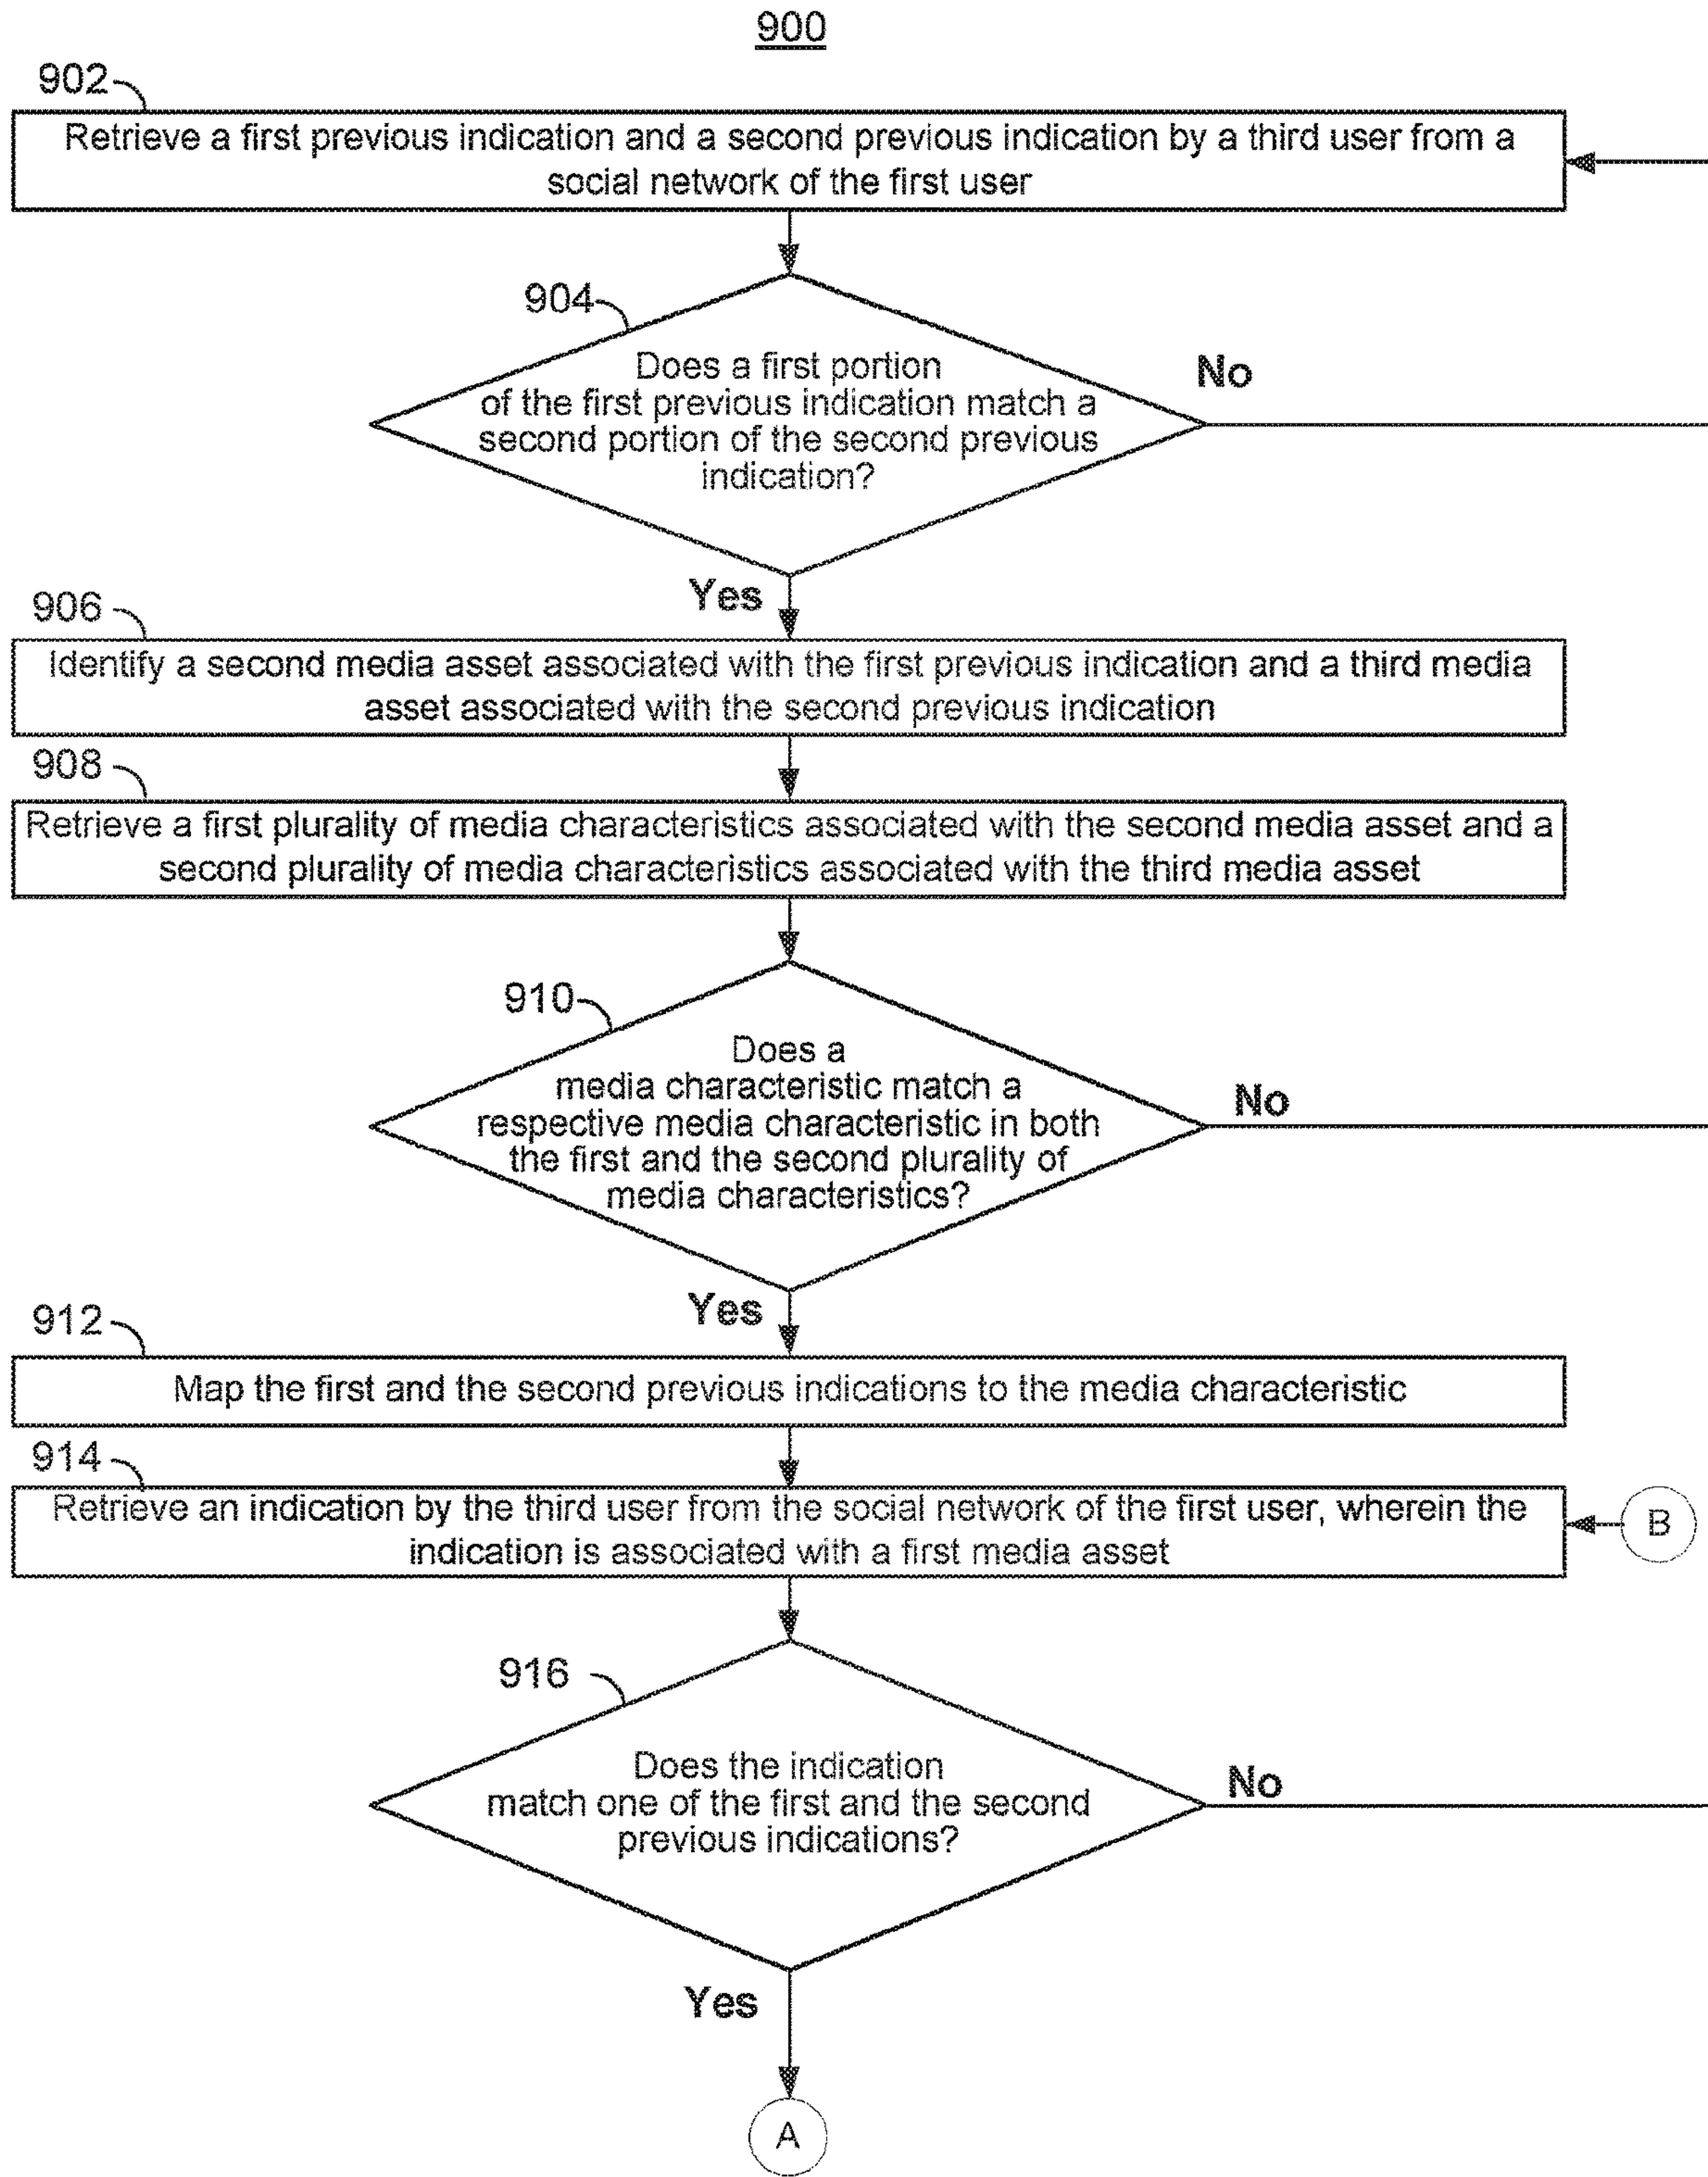 900
902
Retrieve a first previous indication and a second previous indication by a third user from a
social network of the first user
904
Does a first portion
of the first previous indication match a
second portion of the second previous
indication?
No
Yes
906
Identify a second media asset associated with the first previous indication and a third media
asset associated with the second previous indication
908
Retrieve a first plurality of media characteristics associated with the second media asset and a
second plurality of media characteristics associated with the third media asset
910
Does a
media characteristic match a
respective media characteristic in both
the first and the second plurality of
media characteristics?
No
Yes
912
Map the first and the second previous indications to the media characteristic
914
Retrieve an indication by the third user from the social network of the first user, wherein the
indication is associated with a first media asset
B
916
Does the indication
match one of the first and the second
previous indications?
No
Yes
A